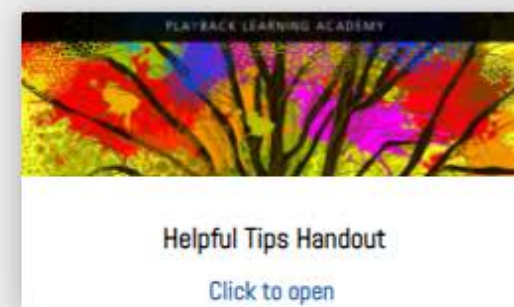 PLAYBACK LEARNING ACADEMY
Helpful Tips Handout
Click to open